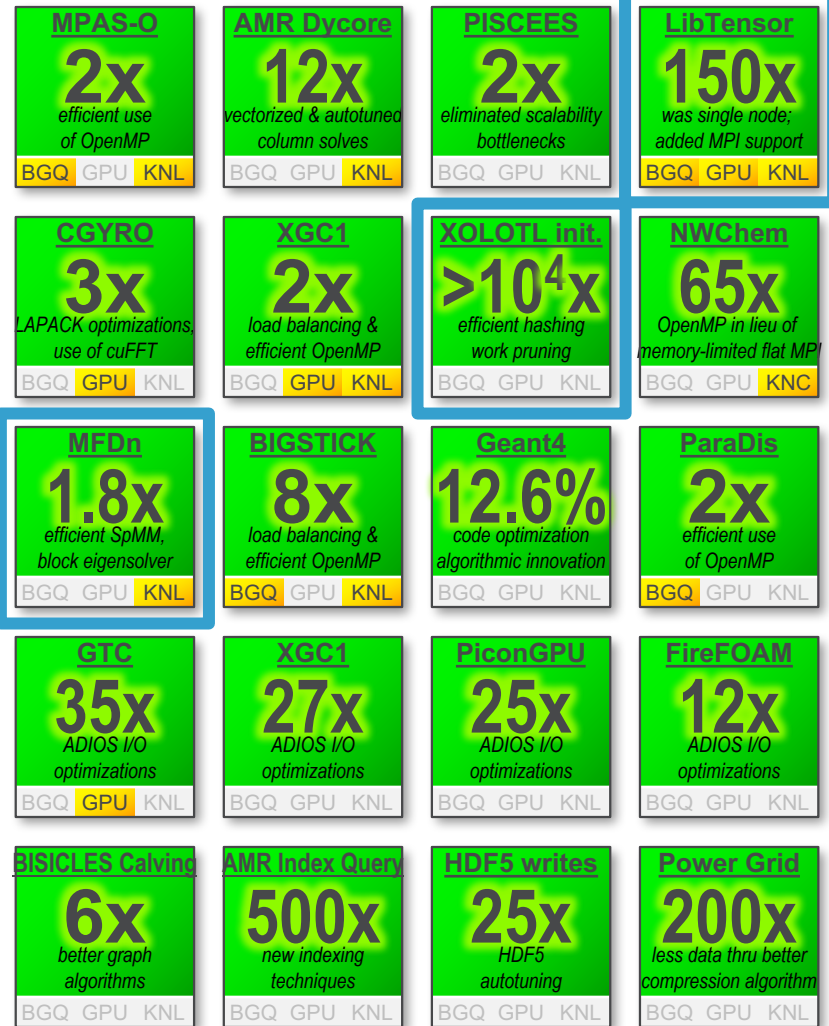 MPAS-O
2x
efficient use
of OpenMP
BGQ GPU KNL
AMR Dycore
12x
vectorized & autotuned
column solves
BGQ GPU KNL
PISCEES
2x
eliminated scalability
bottlenecks
BGQ GPU KNL
LibTensor
150x
was single node;
added MPI support
BGQ GPU KNL
CGYRO
3x
LAPACK optimizations,
use of cuFFT
BGQ GPU KNL
XGC1
2x
load balancing &
efficient OpenMP
BGQ GPU KNL
XOLOTL init.
>10⁴x
efficient hashing
work pruning
BGQ GPU KNL
NWChem
65x
OpenMP in lieu of
memory-limited flat MPI
BGQ GPU KNC
MFDn
1.8x
efficient SpMM,
block eigensolver
BGQ GPU KNL
BIGSTICK
8x
load balancing &
efficient OpenMP
BGQ GPU KNL
Geant4
12.6%
code optimization
algorithmic innovation
BGQ GPU KNL
ParaDis
2x
efficient use
of OpenMP
BGQ GPU KNL
GTC
35x
ADIOS I/O
optimizations
BGQ GPU KNL
XGC1
27x
ADIOS I/O
optimizations
BGQ GPU KNL
PiconGPU
25x
ADIOS I/O
optimizations
BGQ GPU KNL
FireFOAM
12x
ADIOS I/O
optimizations
BGQ GPU KNL
BISICLES Calving
6x
better graph
algorithms
BGQ GPU KNL
AMR Index Query
500x
new indexing
techniques
BGQ GPU KNL
HDF5 writes
25x
HDF5
autotuning
BGQ GPU KNL
Power Grid
200x
less data thru better
compression algorithm
BGQ GPU KNL